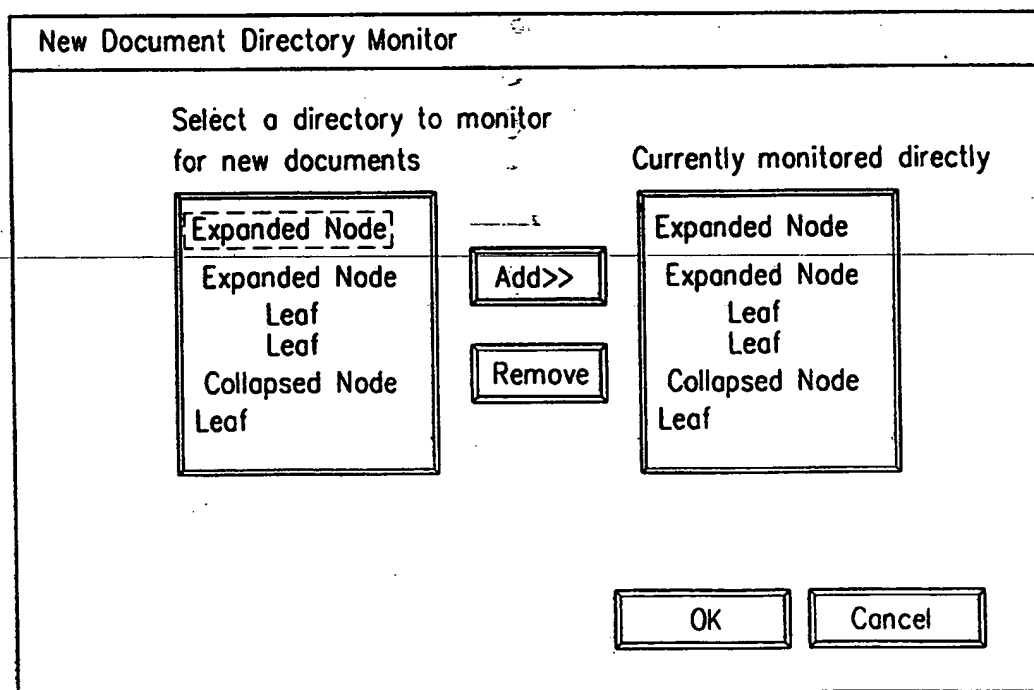 New Document Directory Monitor
Select a directory to monitor
for new documents
Currently monitored directly
Expanded Node
Expanded Node
Leaf
Leaf
Collapsed Node
Leaf
Add>>
Remove
Expanded Node
Expanded Node
Leaf
Leaf
Collapsed Node
Leaf
OK
Cancel